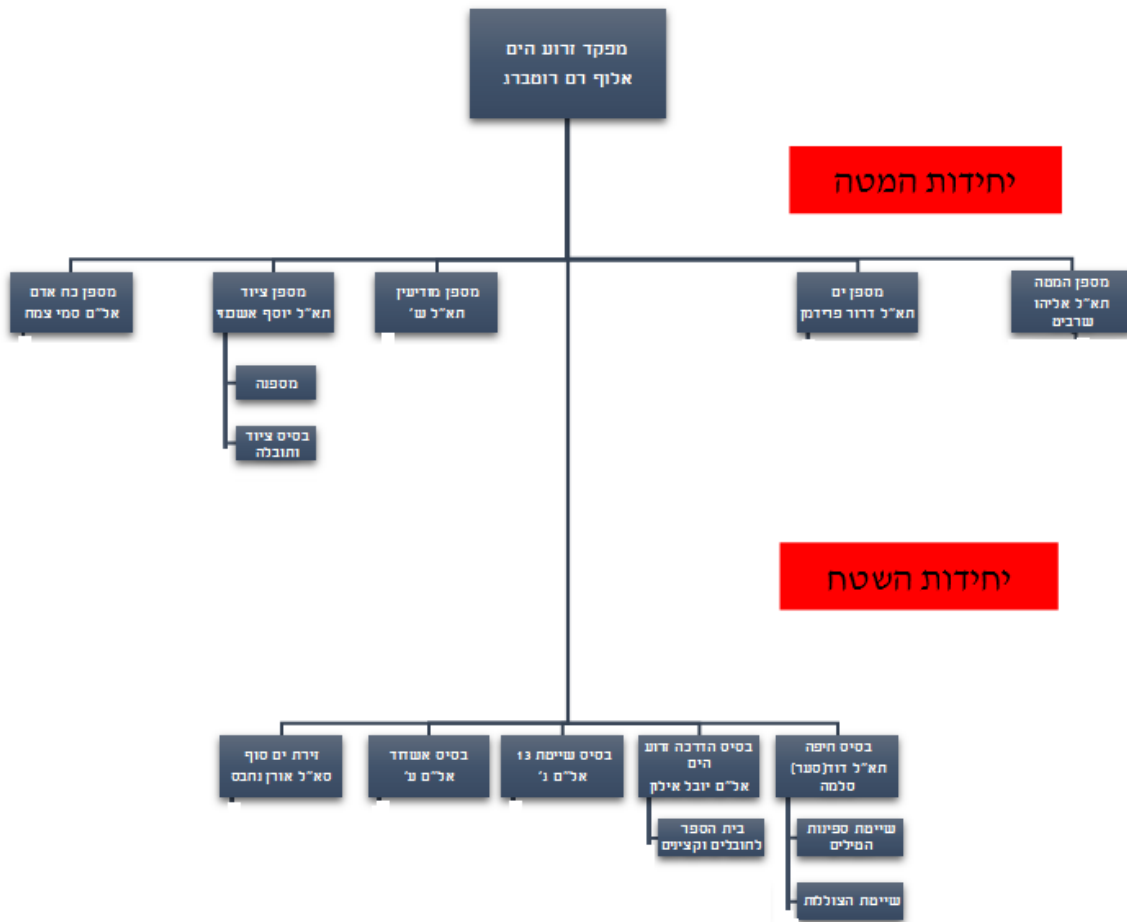 מפקד זרוע הים
אלוף רם רוטברג
יחידות המטה
מספן המטה
תא"ל אליהו
שרביט
מספן ים
תא"ל דרור פרידמן
מספן מודיעין
תא"ל ש'
מספן ציוד
תא"ל יוסף אשכנזי
מספן כח אדם
אל"ם סמי צמח
מספנה
בסיס ציוד
ותובלה
יחידות השטח
בסיס חיפה
תא"ל דוד(סער)
סלמה
בסיס הדרכה זרוע
הים
אל"ם יובל אילון
בסיס שייטת 13
אל"ם נ'
בסיס אשדוד
אל"ם ע'
זירת ים סוף
סא"ל אורן נחבס
שייטת ספינות
הטילים
בית הספר
לחובלים וקצינים
שייטת הצוללות